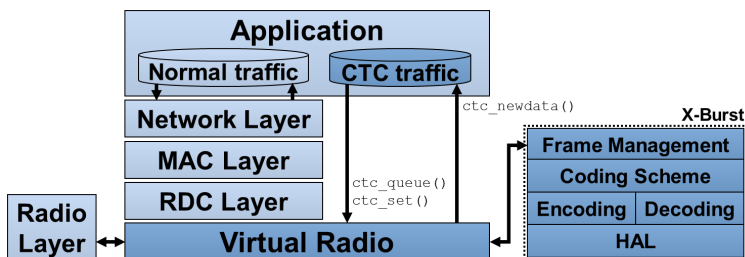 Application
Normal traffic
CTC traffic
ctc_newdata()
Network Layer
MAC Layer
RDC Layer
ctc_queue()
ctc_set()
Radio
Layer
Virtual Radio
X-Burst
Frame Management
Coding Scheme
Encoding
Decoding
HAL